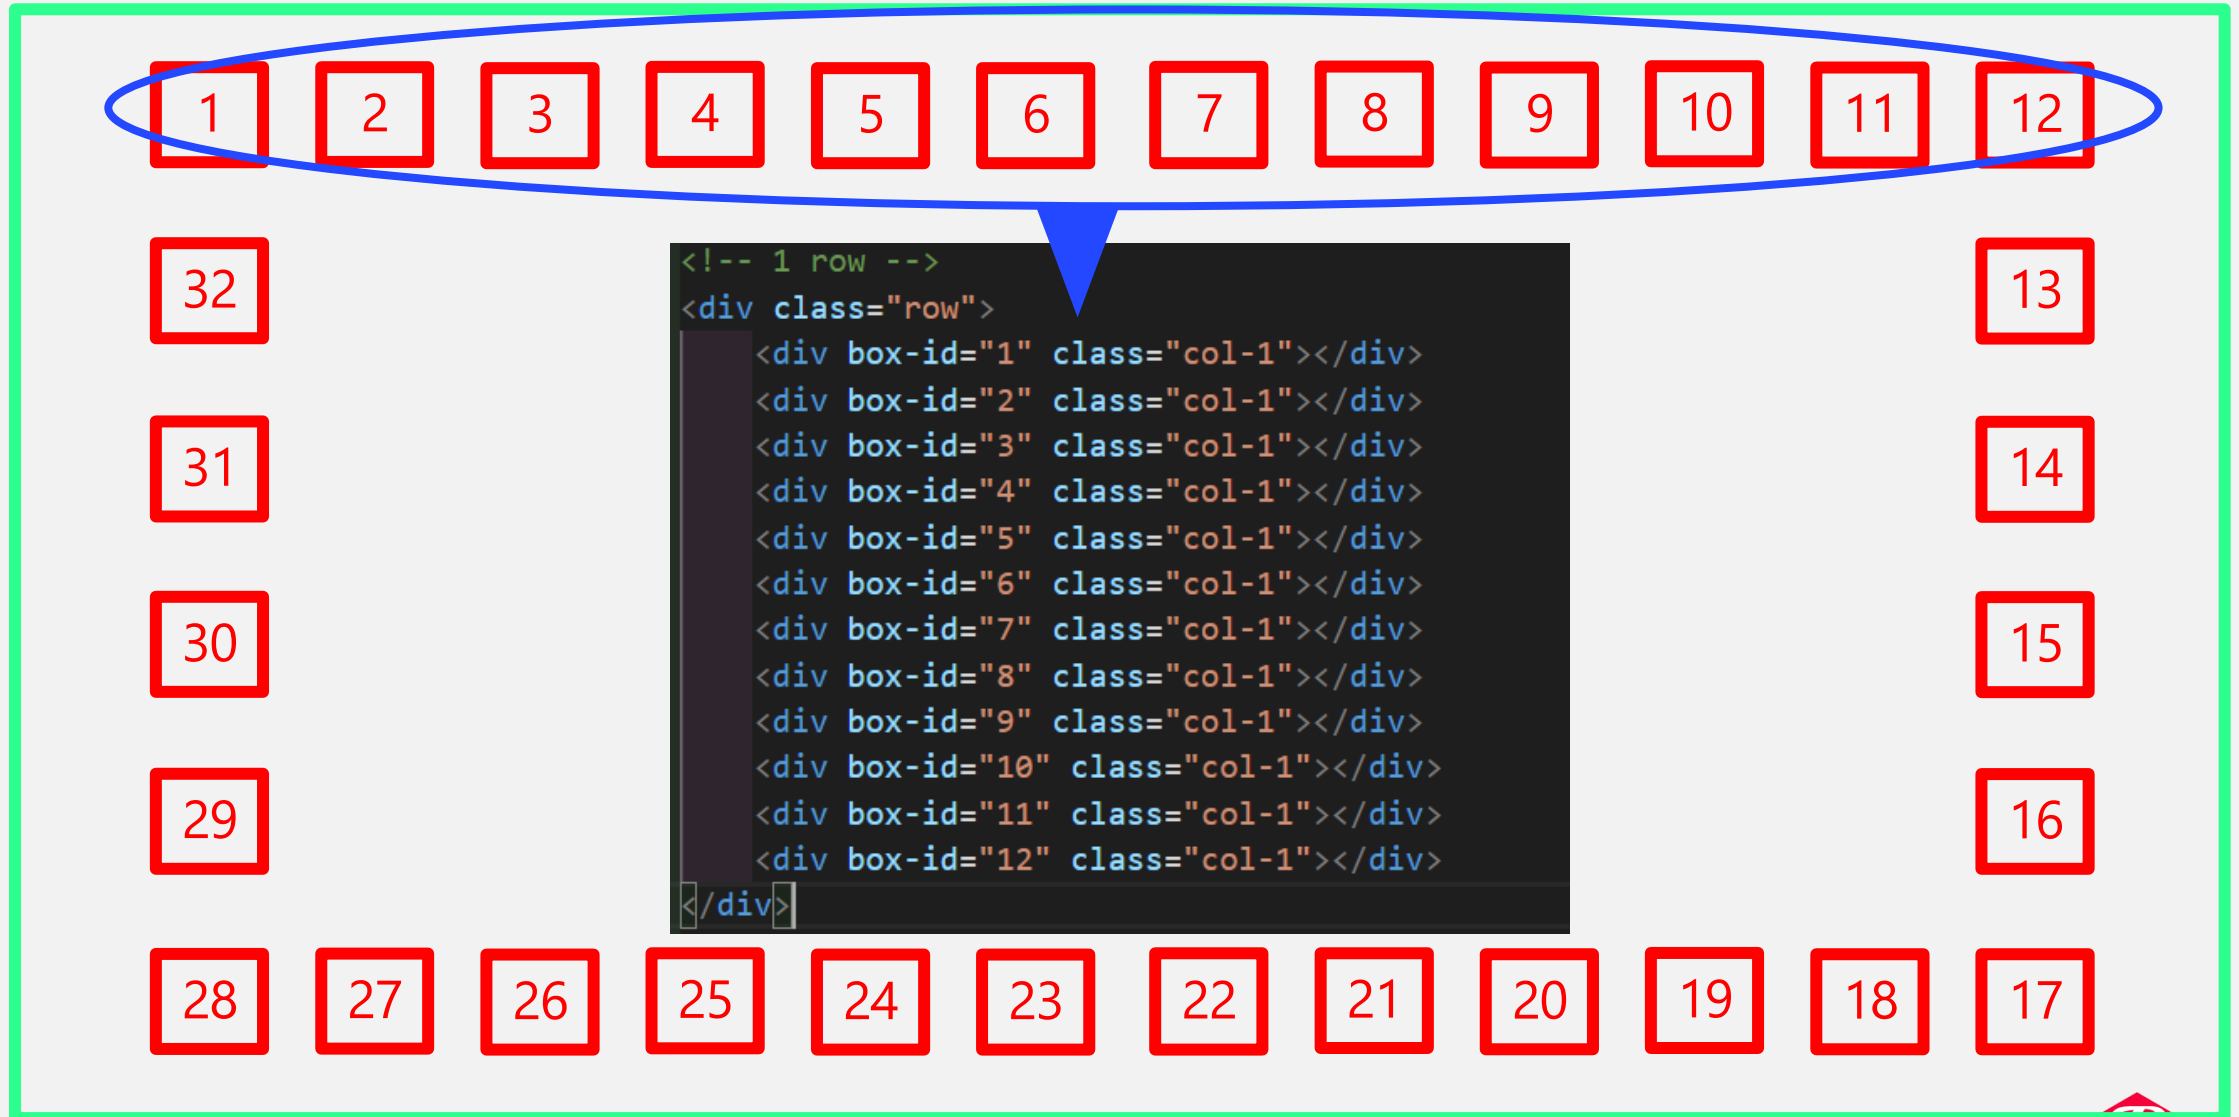 1 2 3 4 5 6 7 8 9 10 11 12
32 13
31 14
30 15
29 16
<!-- 1 row -->
<div class="row">
<div box-id="1" class="col-1"></div>
<div box-id="2" class="col-1"></div>
<div box-id="3" class="col-1"></div>
<div box-id="4" class="col-1"></div>
<div box-id="5" class="col-1"></div>
<div box-id="6" class="col-1"></div>
<div box-id="7" class="col-1"></div>
<div box-id="8" class="col-1"></div>
<div box-id="9" class="col-1"></div>
<div box-id="10" class="col-1"></div>
<div box-id="11" class="col-1"></div>
<div box-id="12" class="col-1"></div>
</div>
28 27 26 25 24 23 22 21 20 19 18 17